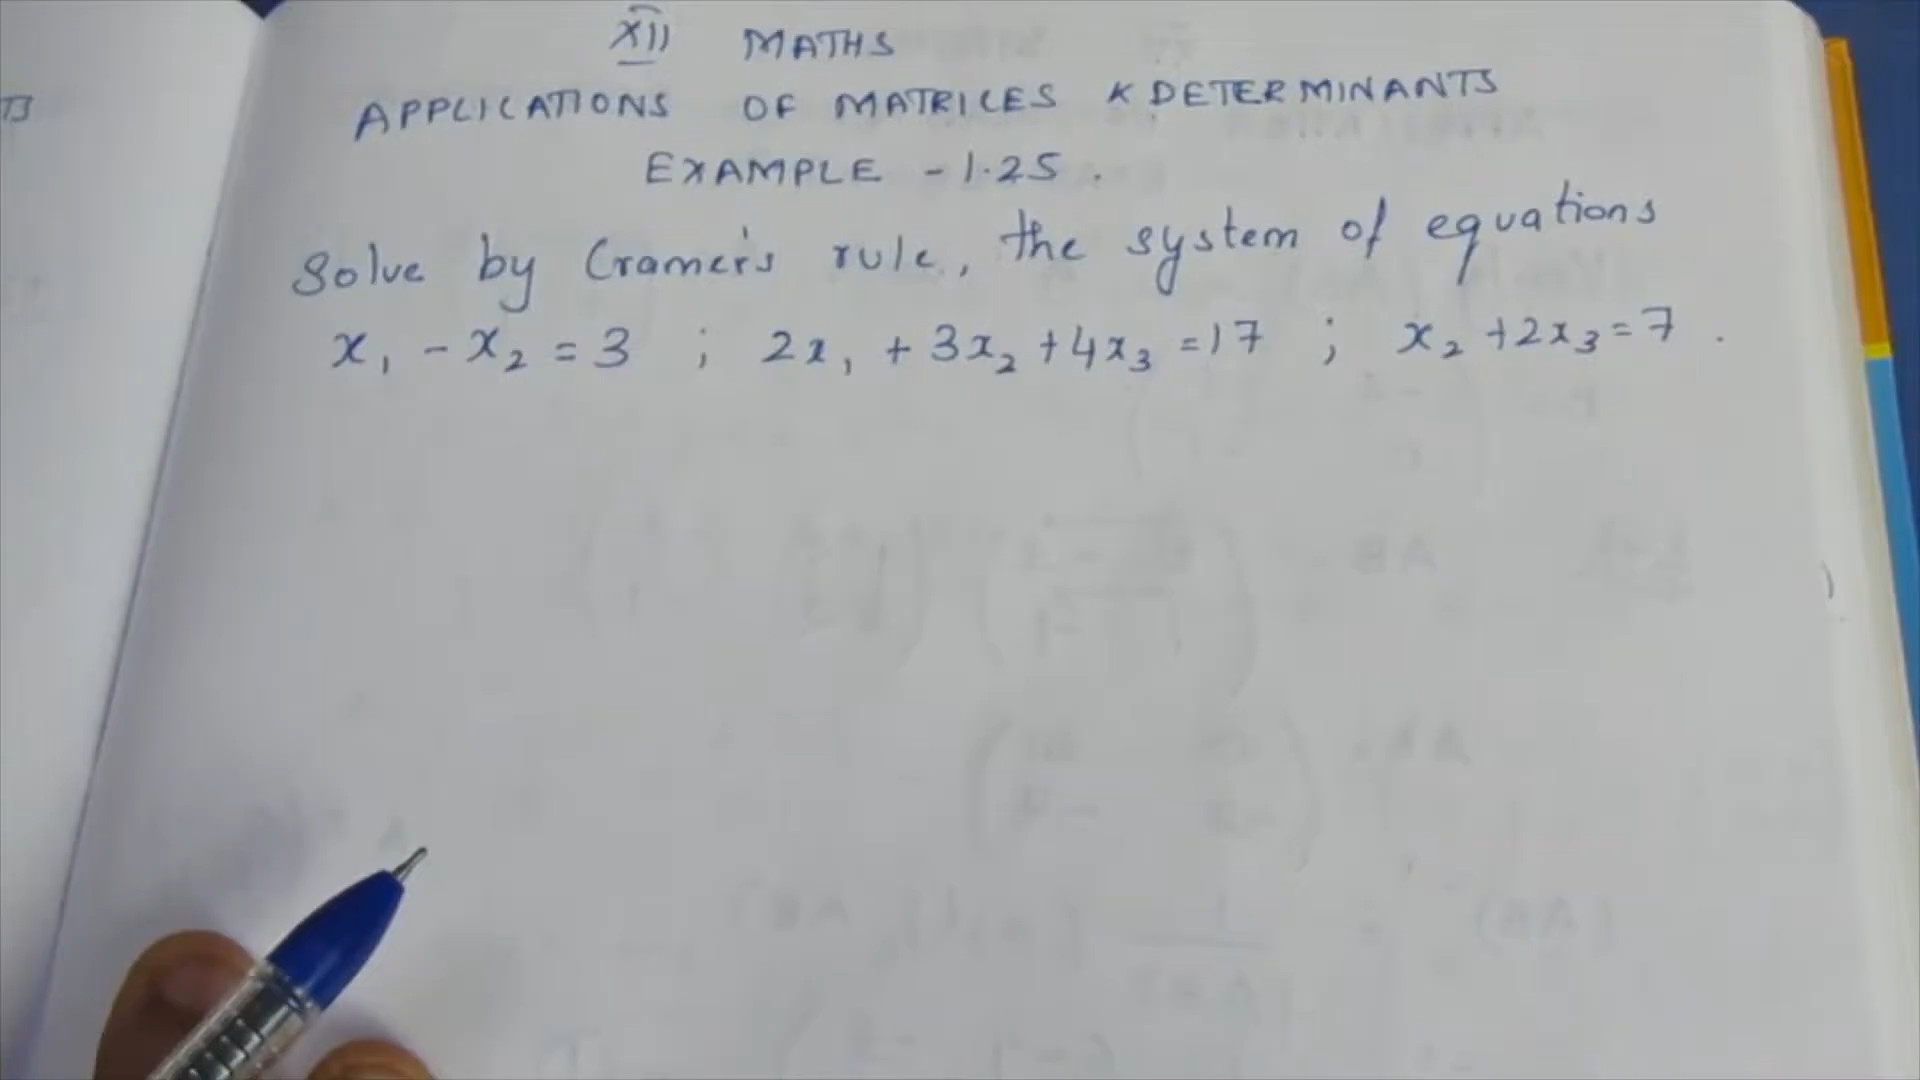 XII MATHS
APPLICATIONS OF MATRICES & DETERMINANTS
EXAMPLE - 1.25.
Solve by Cramer's rule, the system of equations
x₁ - x₂ = 3 ; 2x₁ + 3x₂ + 4x₃ = 17 ; x₂ + 2x₃ = 7 .